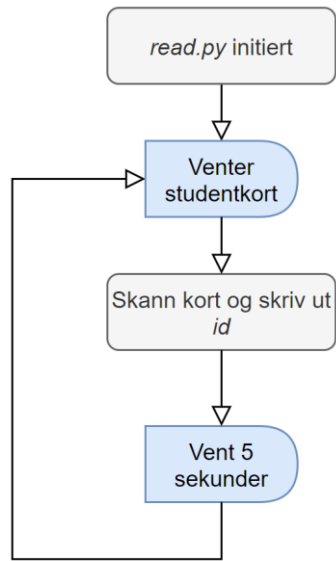 read.py initiert
Venter
studentkort
Skann kort og skriv ut
id
Vent 5
sekunder